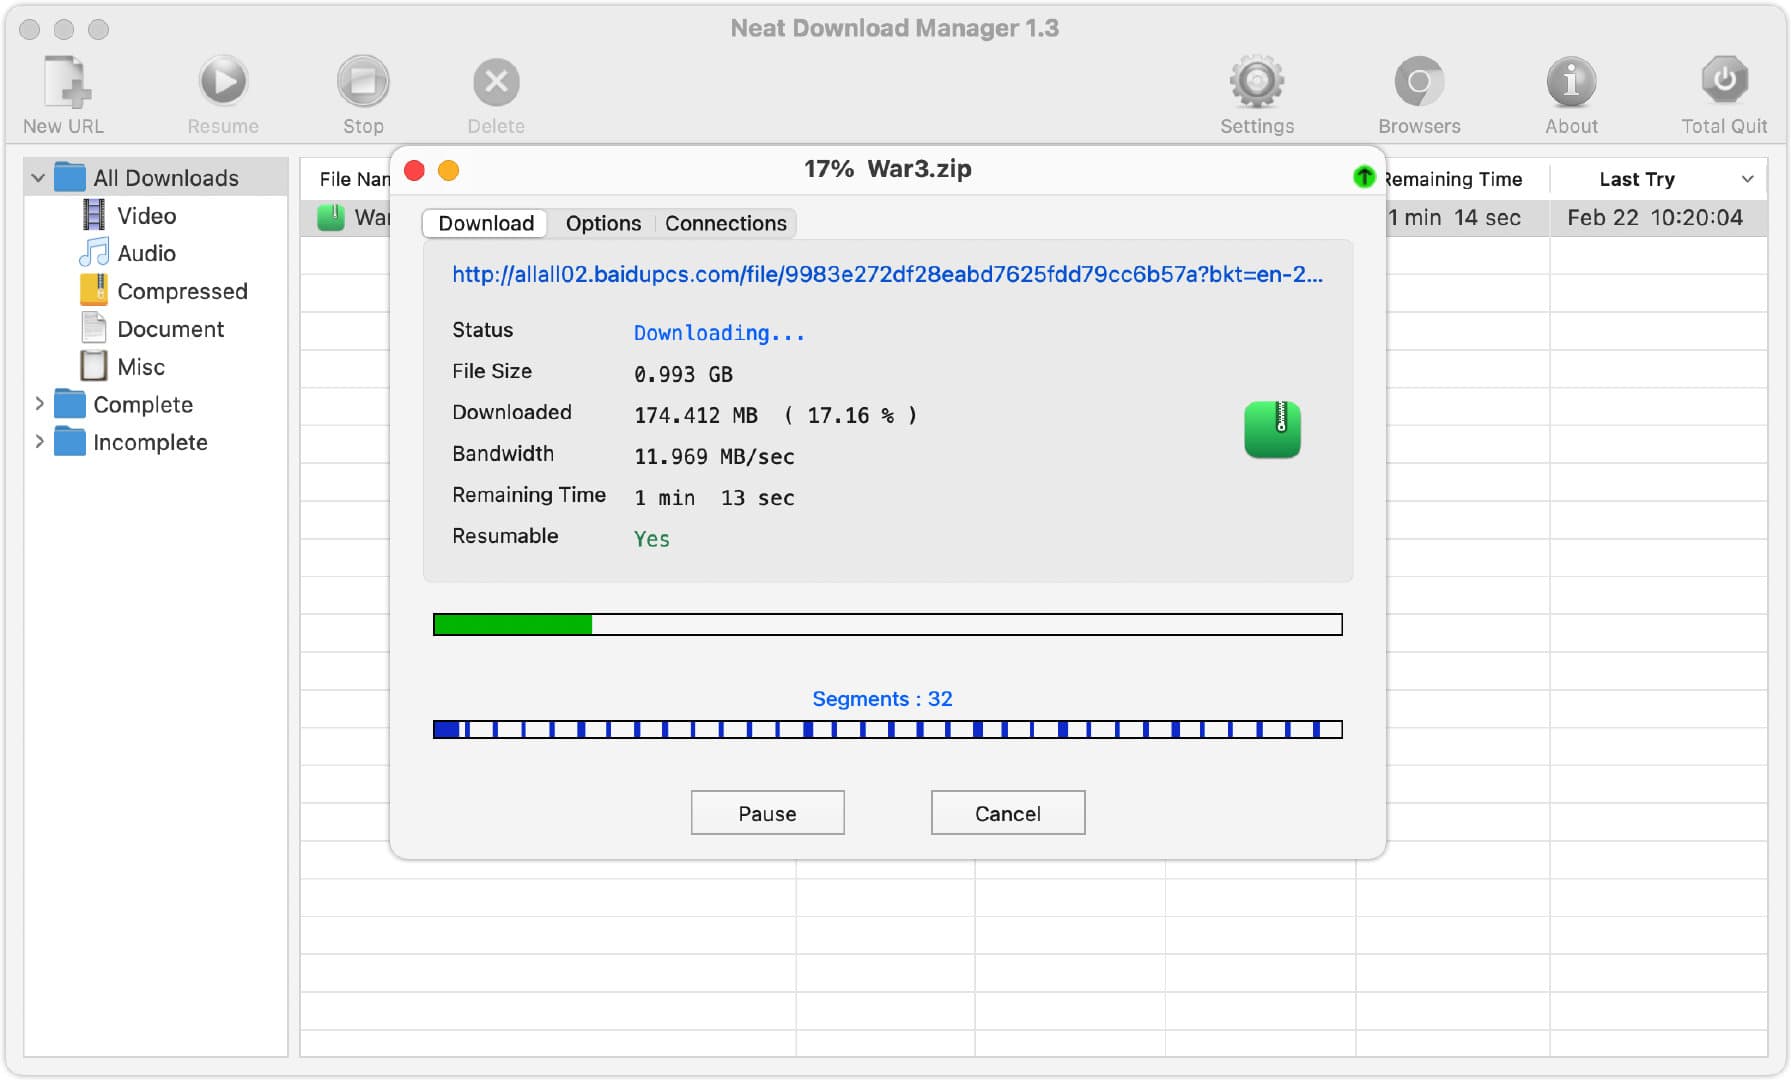 Neat Download Manager 1.3
New URL Resume Stop Delete Settings Browsers About Total Quit
All Downloads
Video
Audio
Compressed
Document
Misc
Complete
Incomplete
File Nam Remaining Time Last Try
War 1 min 14 sec Feb 22 10:20:04
17% War3.zip
Download Options Connections
http://allall02.baidupcs.com/file/9983e272df28eabd7625fdd79cc6b57a?bkt=en-2...
Status Downloading...
File Size 0.993 GB
Downloaded 174.412 MB ( 17.16 % )
Bandwidth 11.969 MB/sec
Remaining Time 1 min 13 sec
Resumable Yes
Segments : 32
Pause Cancel